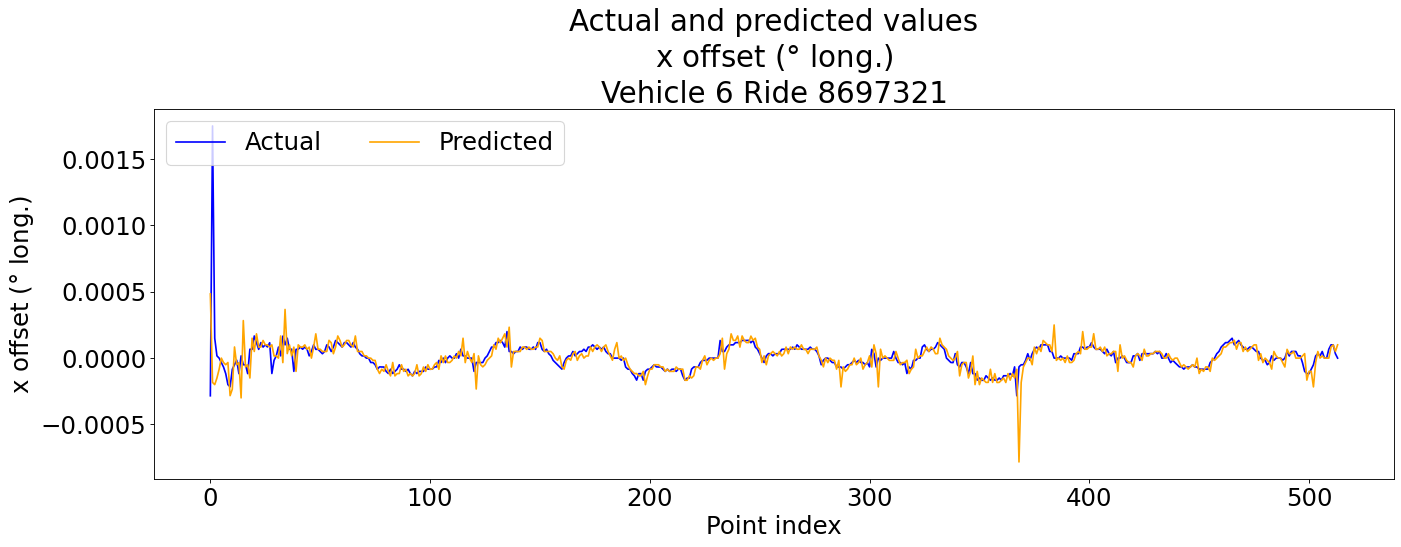 Actual and predicted values
x offset (° long.)
Vehicle 6 Ride 8697321
Actual
Predicted
x offset (° long.)
0.0015
0.0010
0.0005
0.0000
−0.0005
0 100 200 300 400 500
Point index